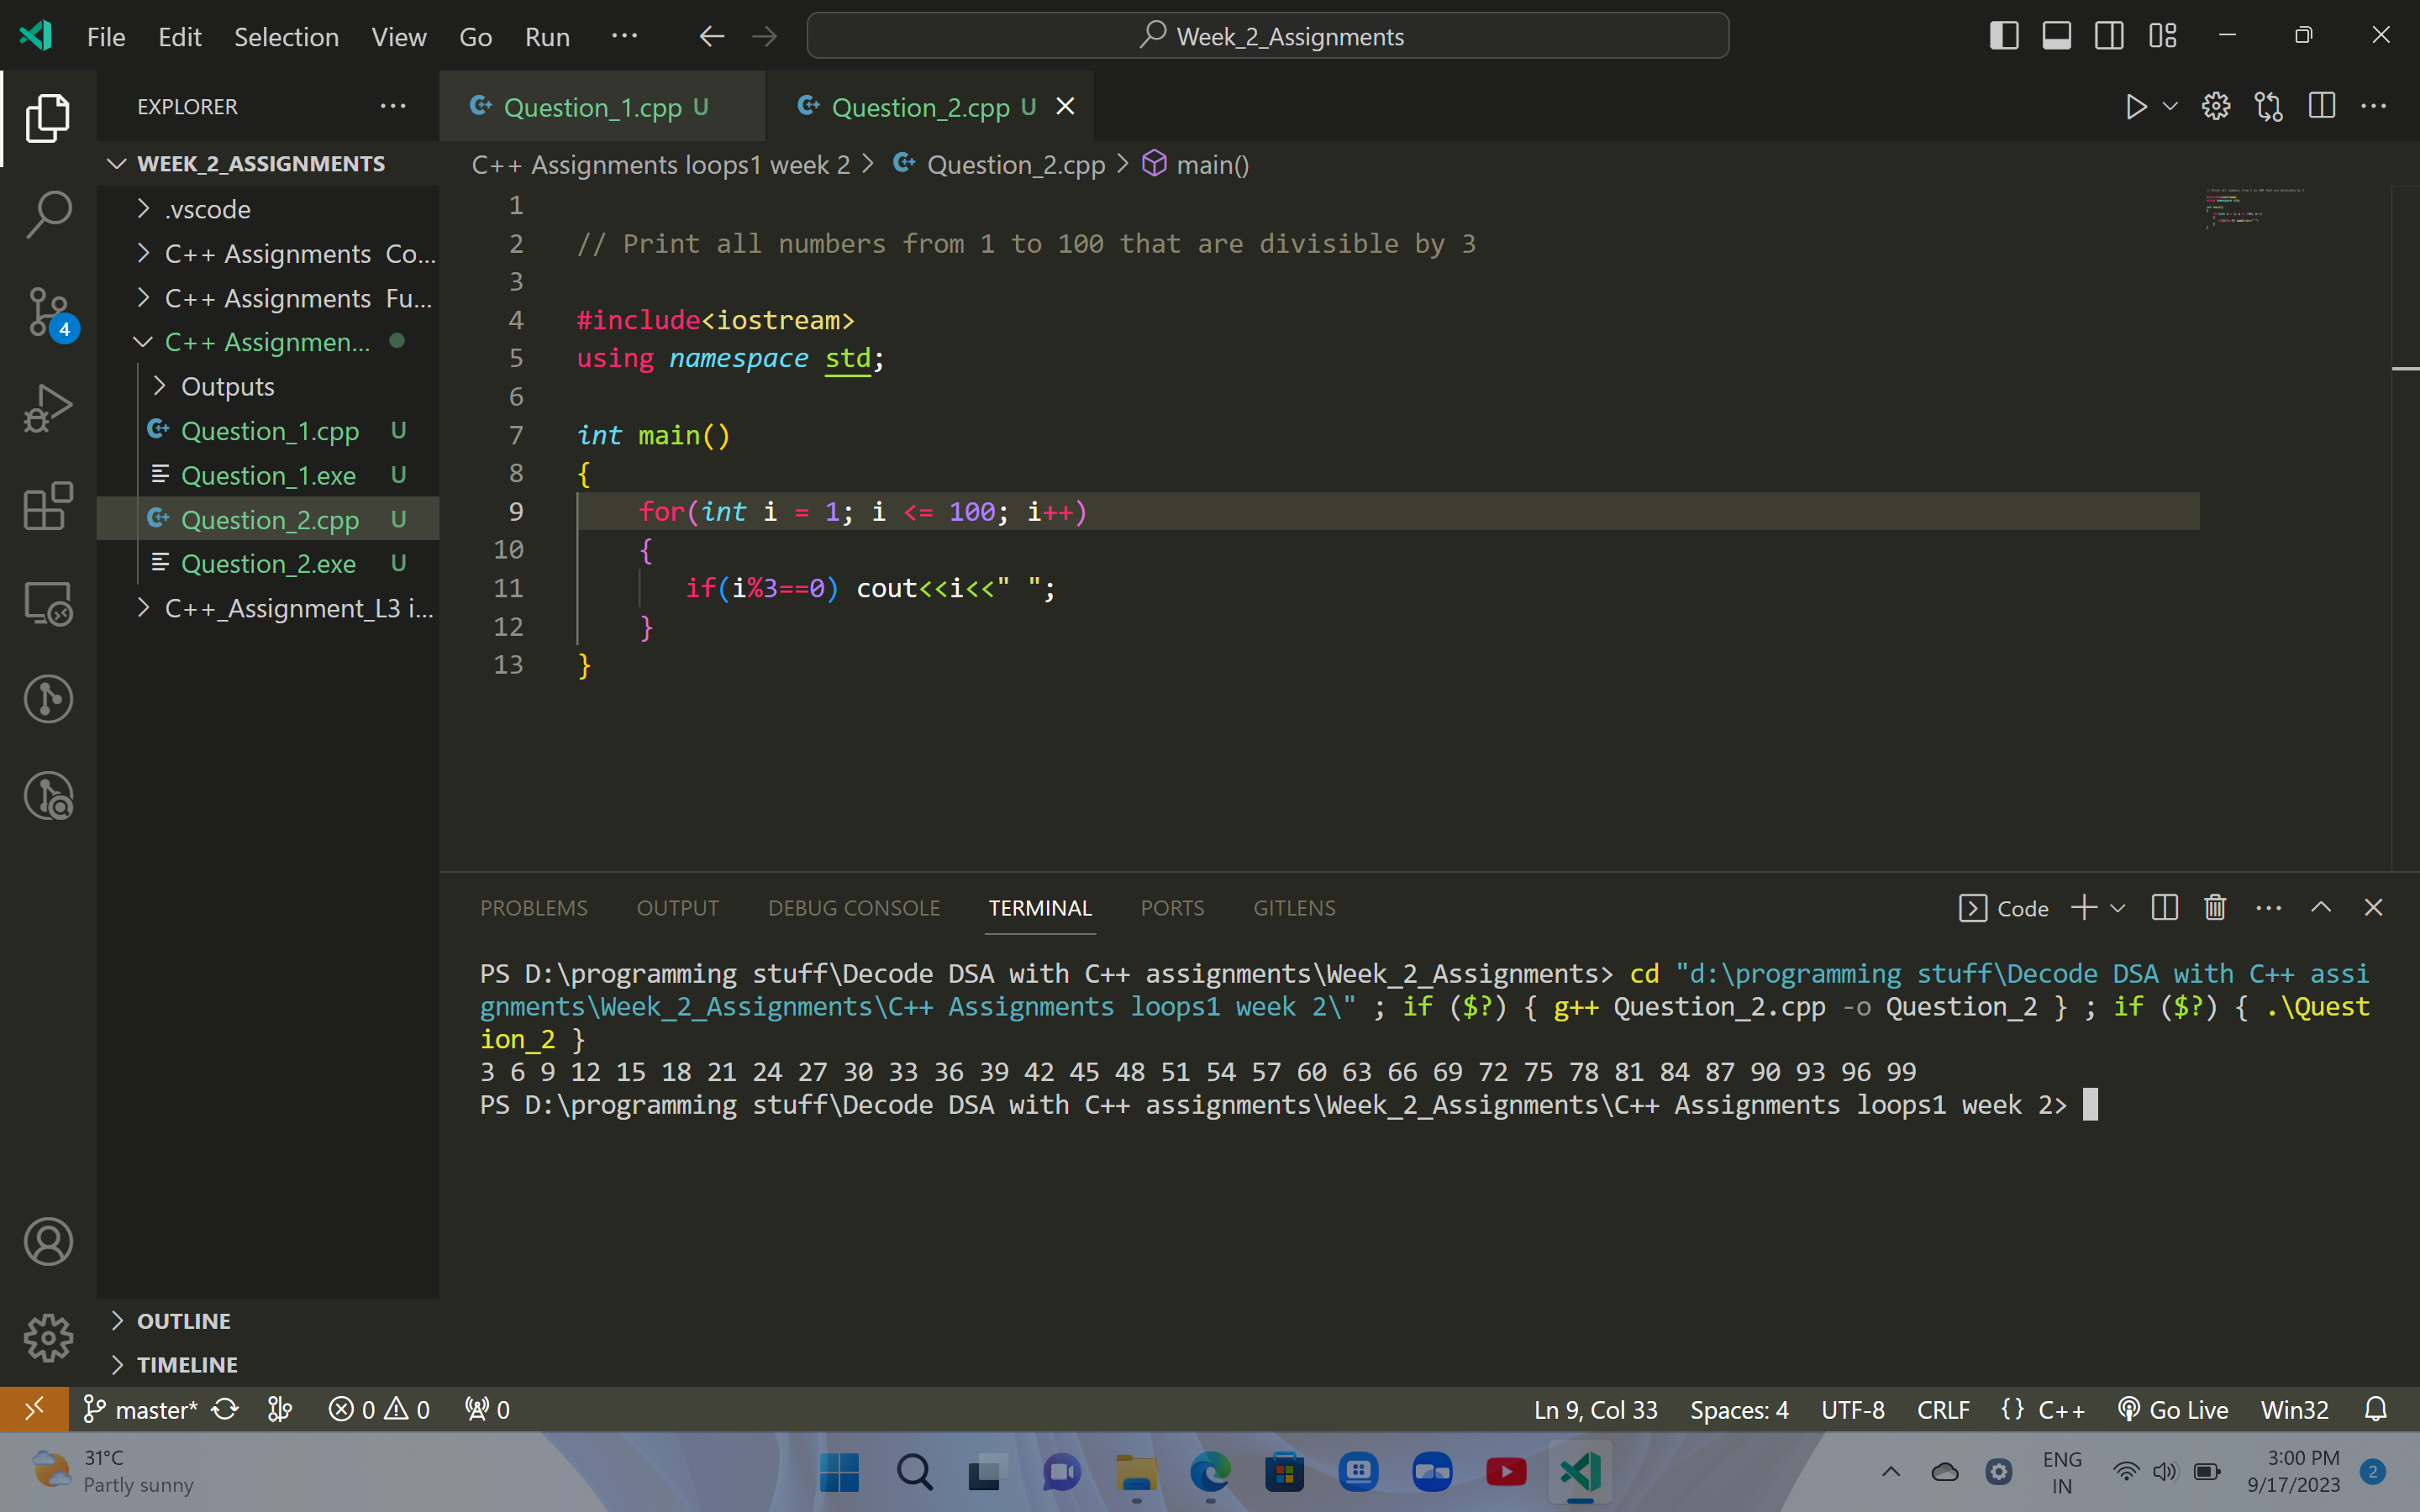 File Edit Selection View Go Run ··· Week_2_Assignments
EXPLORER ···
Question_1.cpp U Question_2.cpp U
WEEK_2_ASSIGNMENTS
C++ Assignments loops1 week 2 > Question_2.cpp > main()
.vscode
C++ Assignments Co...
C++ Assignments Fu...
C++ Assignmen...
Outputs
Question_1.cpp U
Question_1.exe U
Question_2.cpp U
Question_2.exe U
C++_Assignment_L3 i...
4
OUTLINE
TIMELINE
1
2 // Print all numbers from 1 to 100 that are divisible by 3
3
4 #include<iostream>
5 using namespace std;
6
7 int main()
8 {
9 for(int i = 1; i <= 100; i++)
10 {
11 if(i%3==0) cout<<i<<" ";
12 }
13 }
PROBLEMS OUTPUT DEBUG CONSOLE TERMINAL PORTS GITLENS Code
PS D:\programming stuff\Decode DSA with C++ assignments\Week_2_Assignments> cd "d:\programming stuff\Decode DSA with C++ assi
gnments\Week_2_Assignments\C++ Assignments loops1 week 2\" ; if ($?) { g++ Question_2.cpp -o Question_2 } ; if ($?) { .\Quest
ion_2 }
3 6 9 12 15 18 21 24 27 30 33 36 39 42 45 48 51 54 57 60 63 66 69 72 75 78 81 84 87 90 93 96 99
PS D:\programming stuff\Decode DSA with C++ assignments\Week_2_Assignments\C++ Assignments loops1 week 2>
master* 0 0 0 Ln 9, Col 33 Spaces: 4 UTF-8 CRLF {} C++ Go Live Win32
31°C
Partly sunny
ENG
IN
3:00 PM
9/17/2023
2